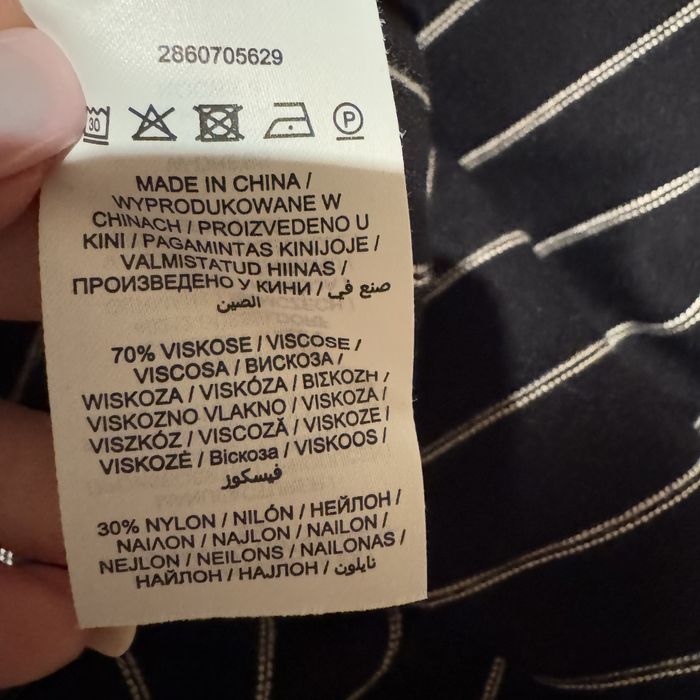 2860705629
30 P
MADE IN CHINA /
WYPRODUKOWANE W
CHINACH / PROIZVEDENO U
KINI / PAGAMINTAS KINIJOJE /
VALMISTATUD HIINAS /
ПРОИЗВЕДЕНО У КИНИ / صنع في
الصين
70% VISKOSE / VISCOSE /
VISCOSA / ВИСКОЗА /
WISKOZA / VISKÓZA / ΒΙΣΚΟΖΗ /
VISKOZNO VLAKNO / VISKOZA /
VISZKÓZ / VISCOZĂ / VISKOZE /
VISKOZĖ / Віскоза / VISKOOS /
فيسكوز
30% NYLON / NILÓN / НЕЙЛОН /
ΝΑΙΛΟΝ / NAJLON / NAILON /
NEJLON / NEILONS / NAILONAS /
НАЙЛОН / НАЈЛОН / نايلون